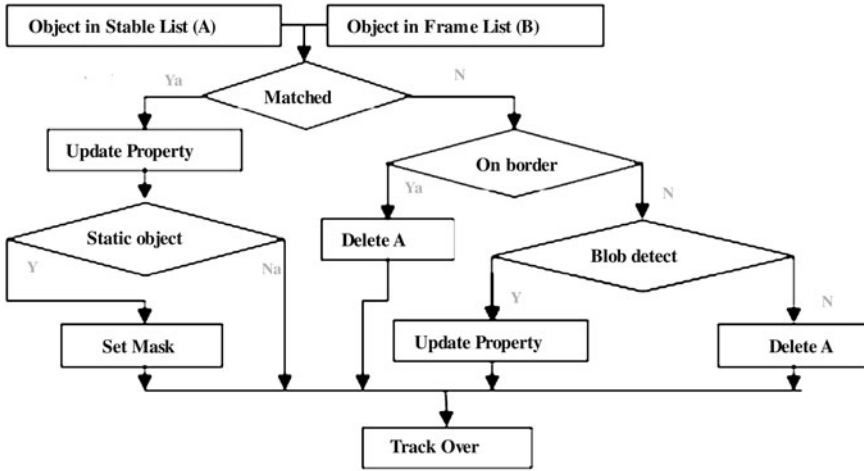 Object in Stable List (A)
Object in Frame List (B)
Ya
N
Matched
Update Property
On border
Ya
N
Static object
Delete A
Blob detect
Y
Na
Y
N
Set Mask
Update Property
Delete A
Track Over